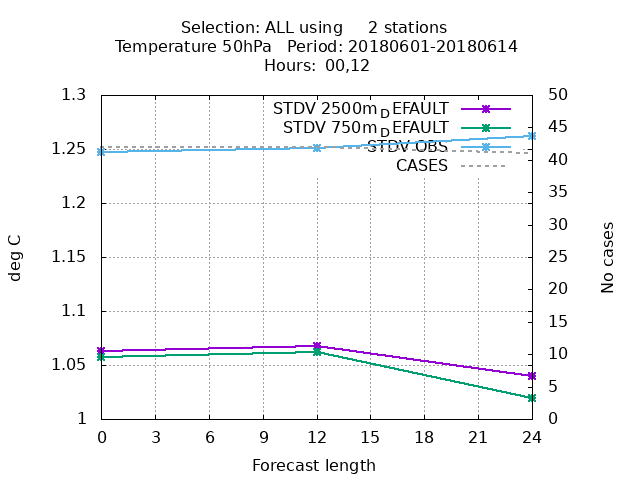 Selection: ALL using     2 stations
Temperature 50hPa   Period: 20180601-20180614
Hours: 00,12
1.3
1.25
1.2
1.15
1.1
1.05
1
deg C
STDV 2500m_DEFAULT
STDV 750m_DEFAULT
STDV OBS
CASES
50
45
40
35
30
25
20
15
10
5
0
No cases
0 3 6 9 12 15 18 21 24
Forecast length